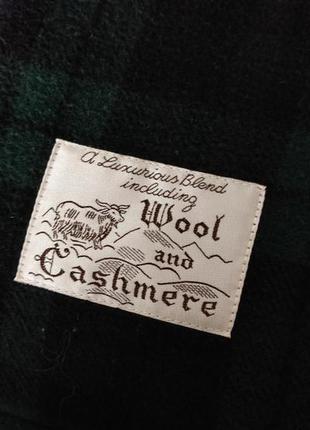 A Luxurious Blend
including
Wool
and
Cashmere